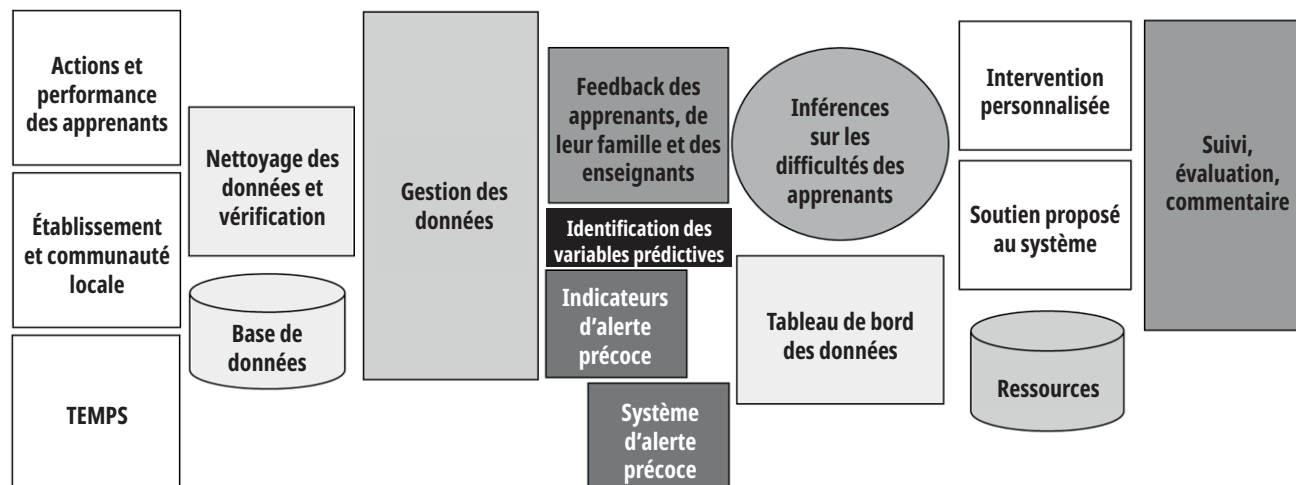 Actions et
performance
des apprenants
Établissement
et communauté
locale
TEMPS
Nettoyage des
données et
vérification
Base de
données
Gestion des
données
Feedback des
apprenants, de
leur famille et des
enseignants
Identification des
variables prédictives
Indicateurs
d’alerte
précoce
Système
d’alerte
précoce
Inférences
sur les
difficultés des
apprenants
Tableau de bord
des données
Intervention
personnalisée
Soutien proposé
au système
Ressources
Suivi,
évaluation,
commentaire